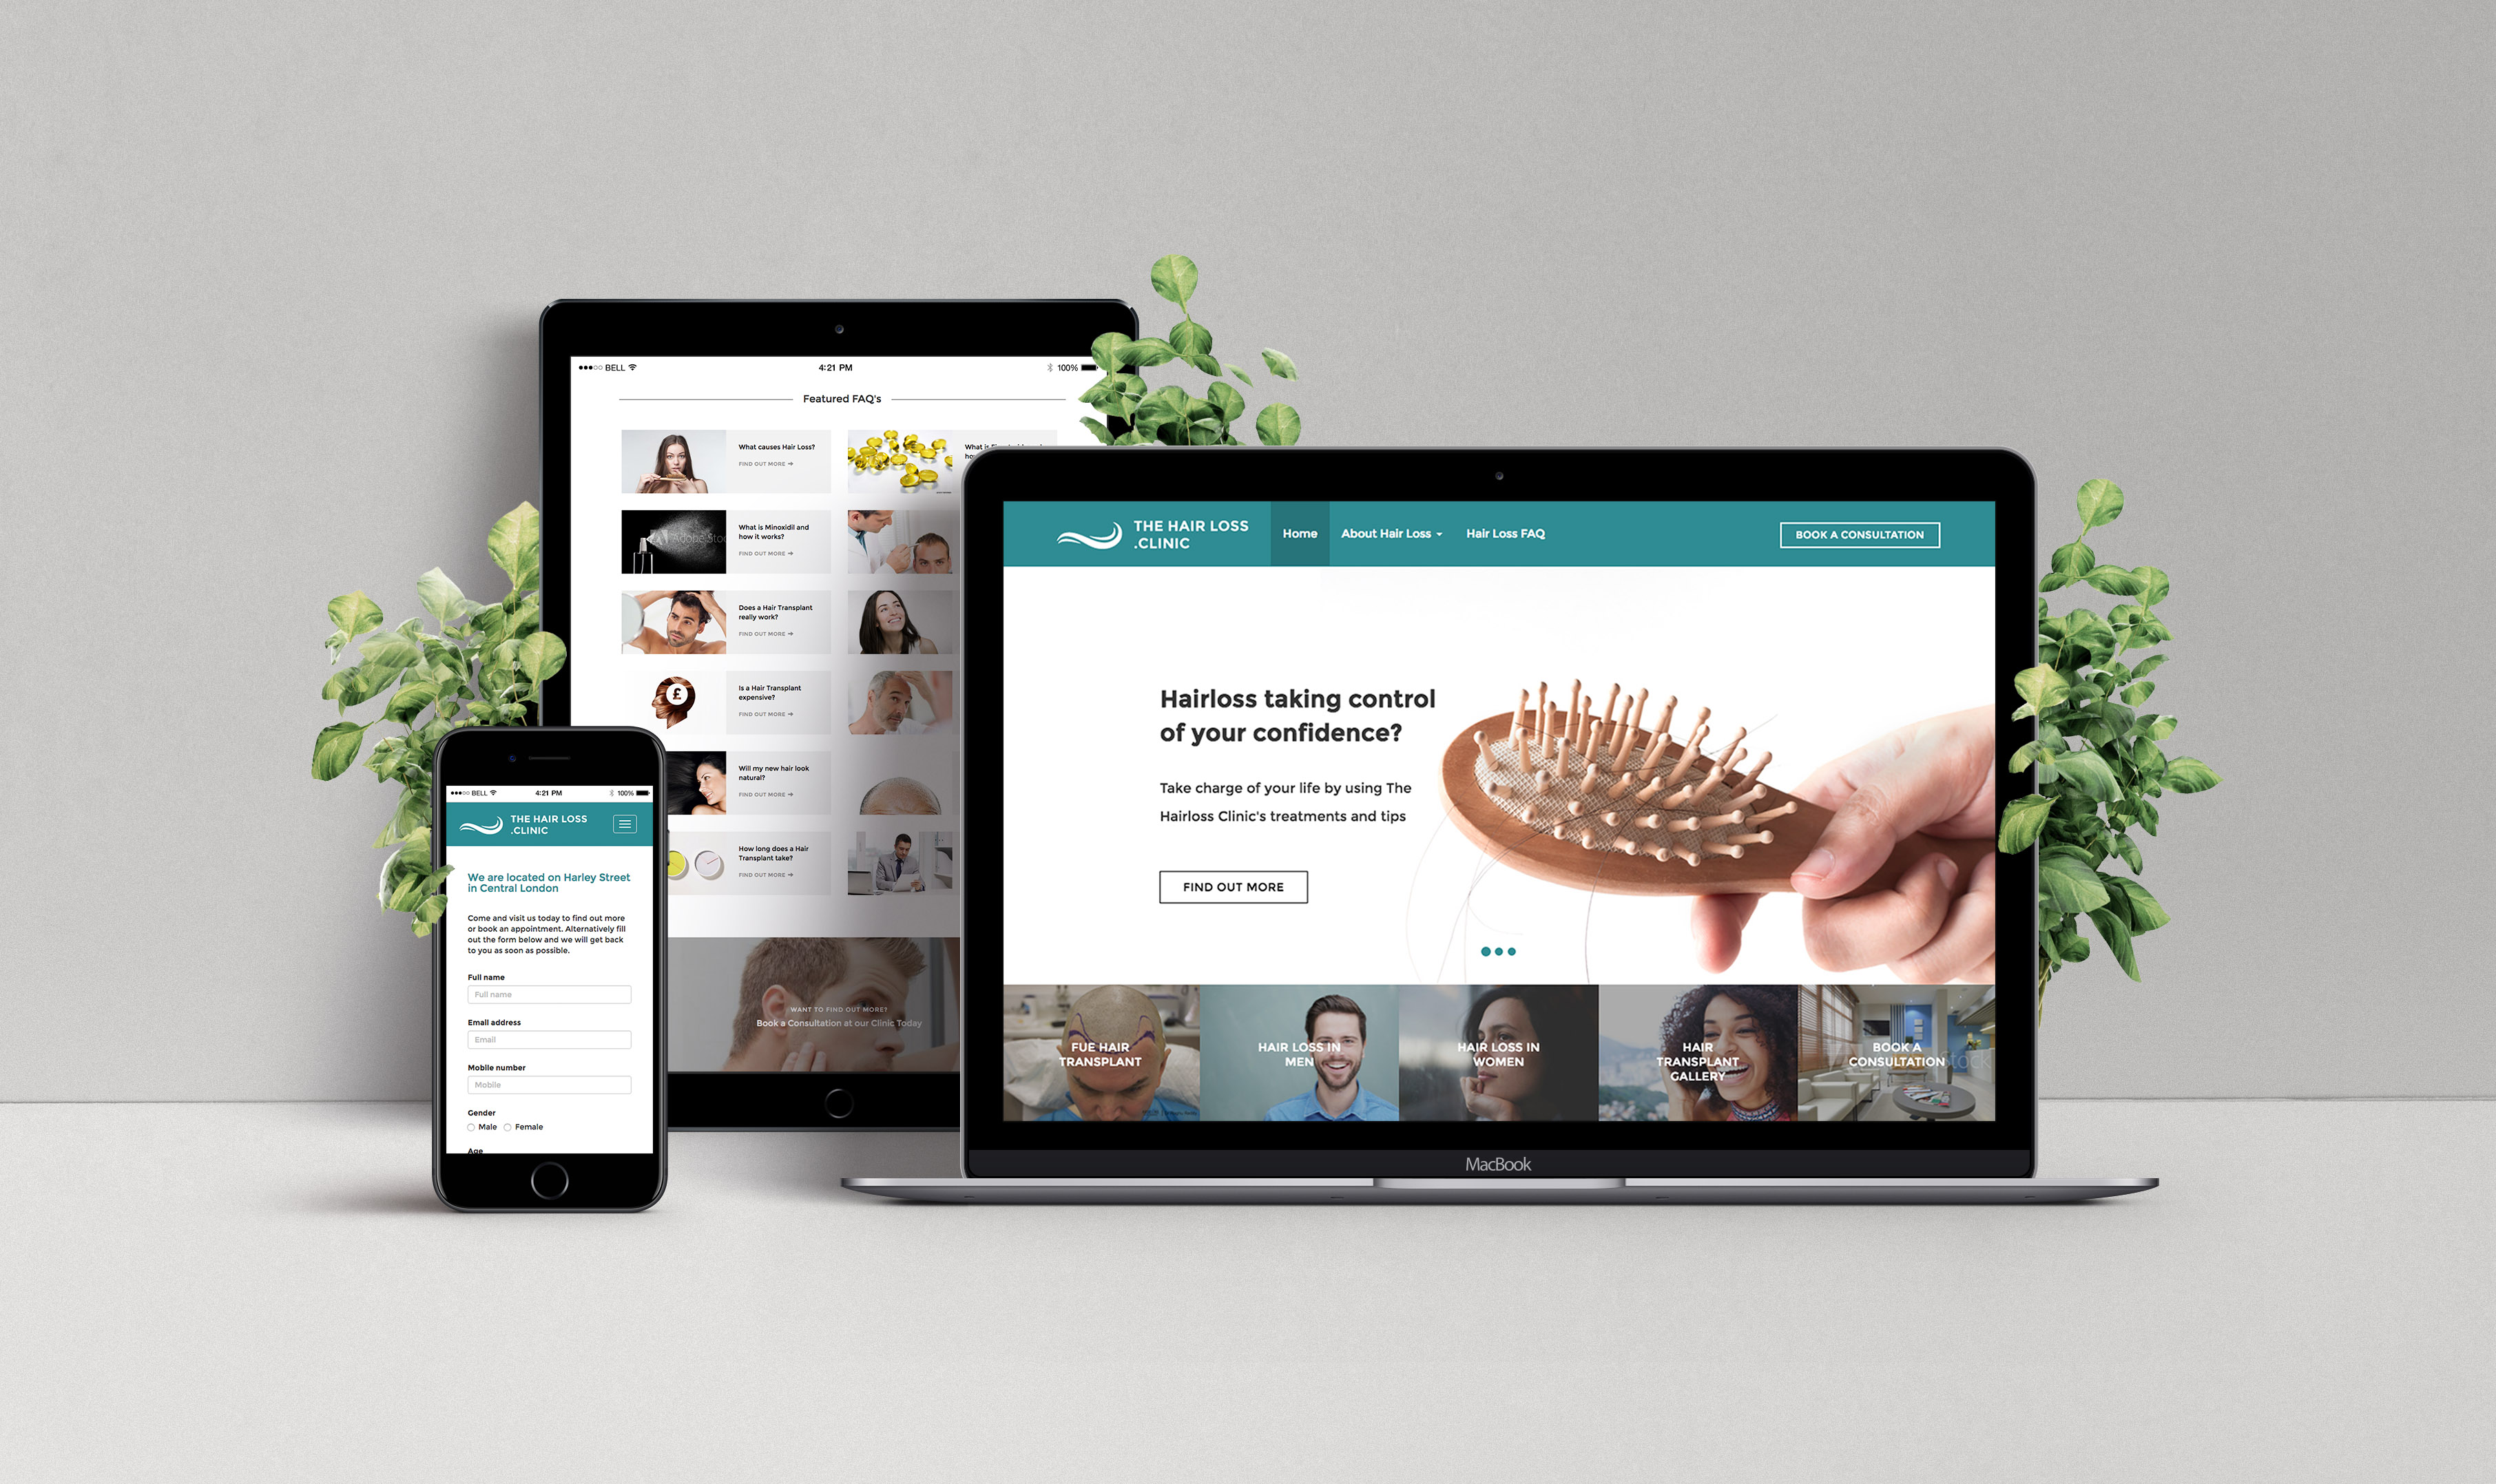 ●●●○○ BELL
4:21 PM
100%
Featured FAQ's
What causes Hair Loss?
FIND OUT MORE →
What is
What is Minoxidil and
how it works?
FIND OUT MORE →
Adobe Stoc
Does a Hair Transplant
really work?
FIND OUT MORE →
£
Is a Hair Transplant
expensive?
FIND OUT MORE →
Will my new hair look
natural?
FIND OUT MORE →
How long does a Hair
Transplant take?
FIND OUT MORE →
WANT TO FIND OUT MORE?
Book a Consultation at our Clinic Today
●●●○○ BELL
4:21 PM
100%
THE HAIR LOSS
.CLINIC
We are located on Harley Street
in Central London
Come and visit us today to find out more
or book an appointment. Alternatively fill
out the form below and we will get back
to you as soon as possible.
Full name
Full name
Email address
Email
Mobile number
Mobile
Gender
Male Female
Age
THE HAIR LOSS
.CLINIC
Home About Hair Loss Hair Loss FAQ
BOOK A CONSULTATION
Hairloss taking control
of your confidence?
Take charge of your life by using The
Hairloss Clinic's treatments and tips
FIND OUT MORE
FUE HAIR
TRANSPLANT
HAIR LOSS IN
MEN
HAIR LOSS IN
WOMEN
HAIR
TRANSPLANT
GALLERY
BOOK A
CONSULTATION
tock
MacBook